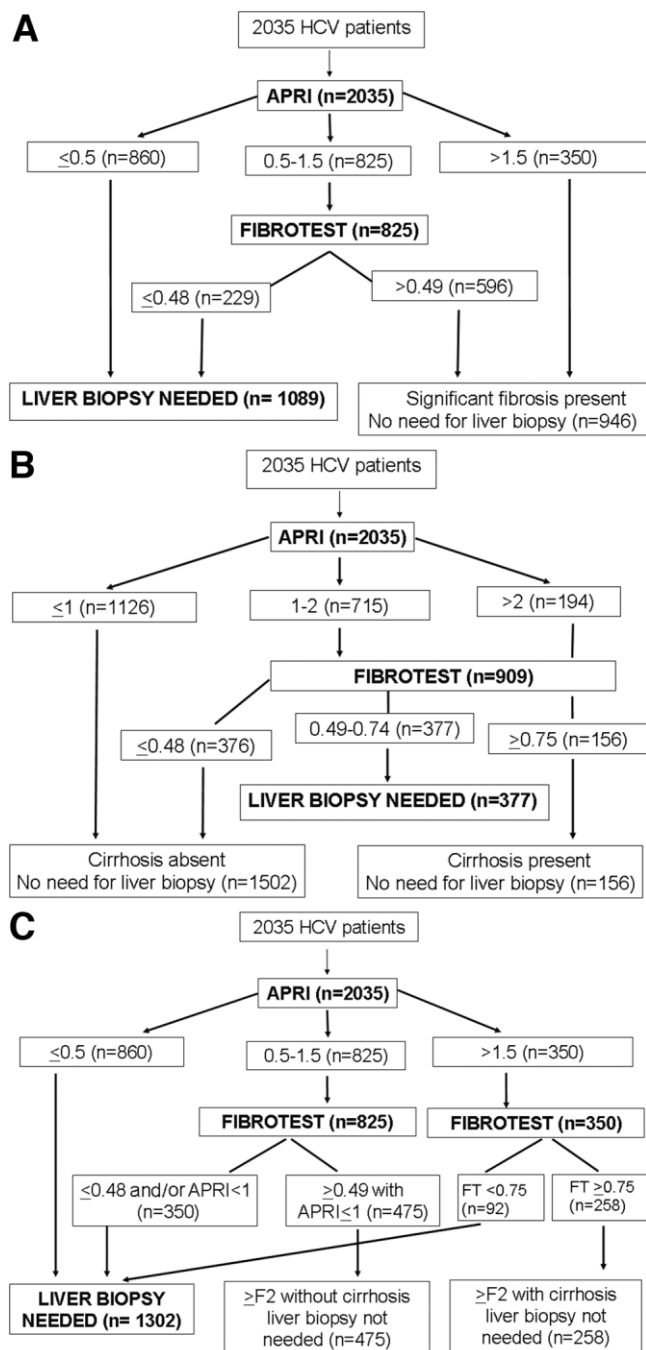 A
2035 HCV patients
APRI (n=2035)
≤0.5 (n=860)
0.5-1.5 (n=825)
>1.5 (n=350)
FIBROTEST (n=825)
≤0.48 (n=229)
>0.49 (n=596)
LIVER BIOPSY NEEDED (n= 1089)
Significant fibrosis present
No need for liver biopsy (n=946)
B
2035 HCV patients
APRI (n=2035)
≤1 (n=1126)
1-2 (n=715)
>2 (n=194)
FIBROTEST (n=909)
≤0.48 (n=376)
0.49-0.74 (n=377)
≥0.75 (n=156)
LIVER BIOPSY NEEDED (n=377)
Cirrhosis absent
No need for liver biopsy (n=1502)
Cirrhosis present
No need for liver biopsy (n=156)
C
2035 HCV patients
APRI (n=2035)
≤0.5 (n=860)
0.5-1.5 (n=825)
>1.5 (n=350)
FIBROTEST (n=825)
FIBROTEST (n=350)
≤0.48 and/or APRI<1
(n=350)
≥0.49 with
APRI≤1 (n=475)
FT <0.75
(n=92)
FT ≥0.75
(n=258)
LIVER BIOPSY
NEEDED (n= 1302)
≥F2 without cirrhosis
liver biopsy not
needed (n=475)
≥F2 with cirrhosis
liver biopsy not
needed (n=258)